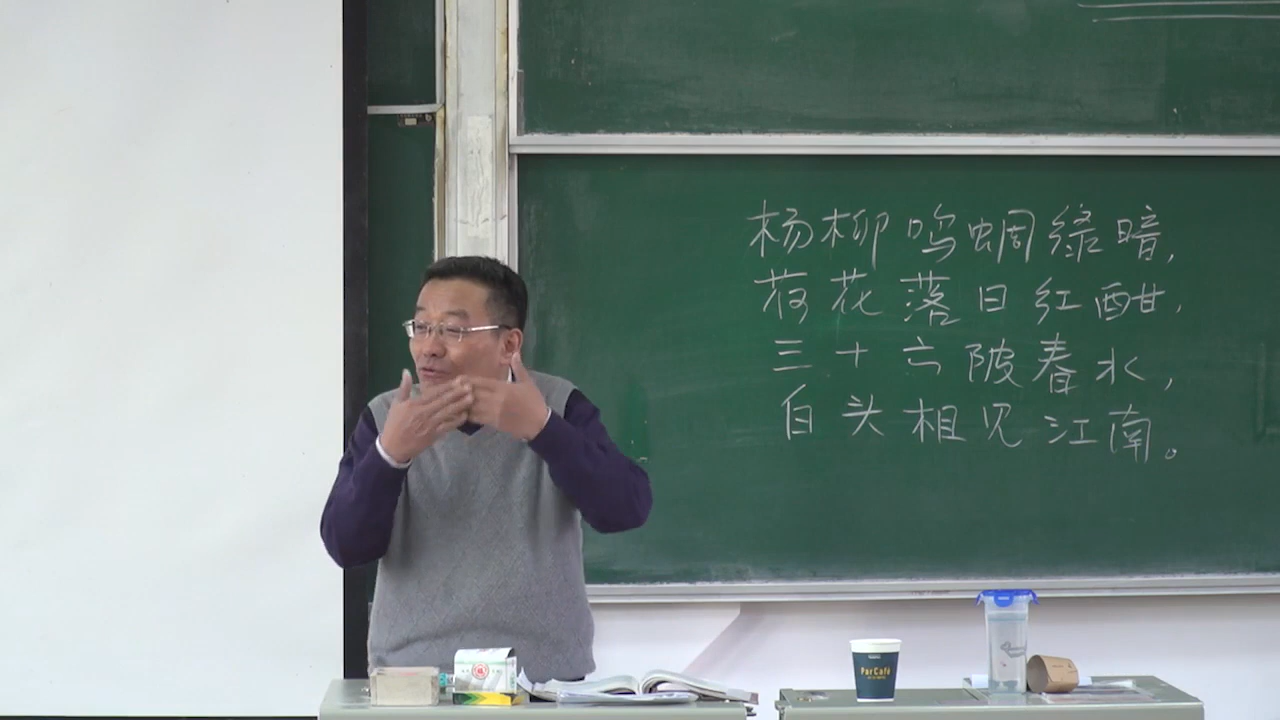 杨柳鸣蜩绿暗，
荷花落日红酣，
三十六陂春水，
白头相见江南。
ParCafé